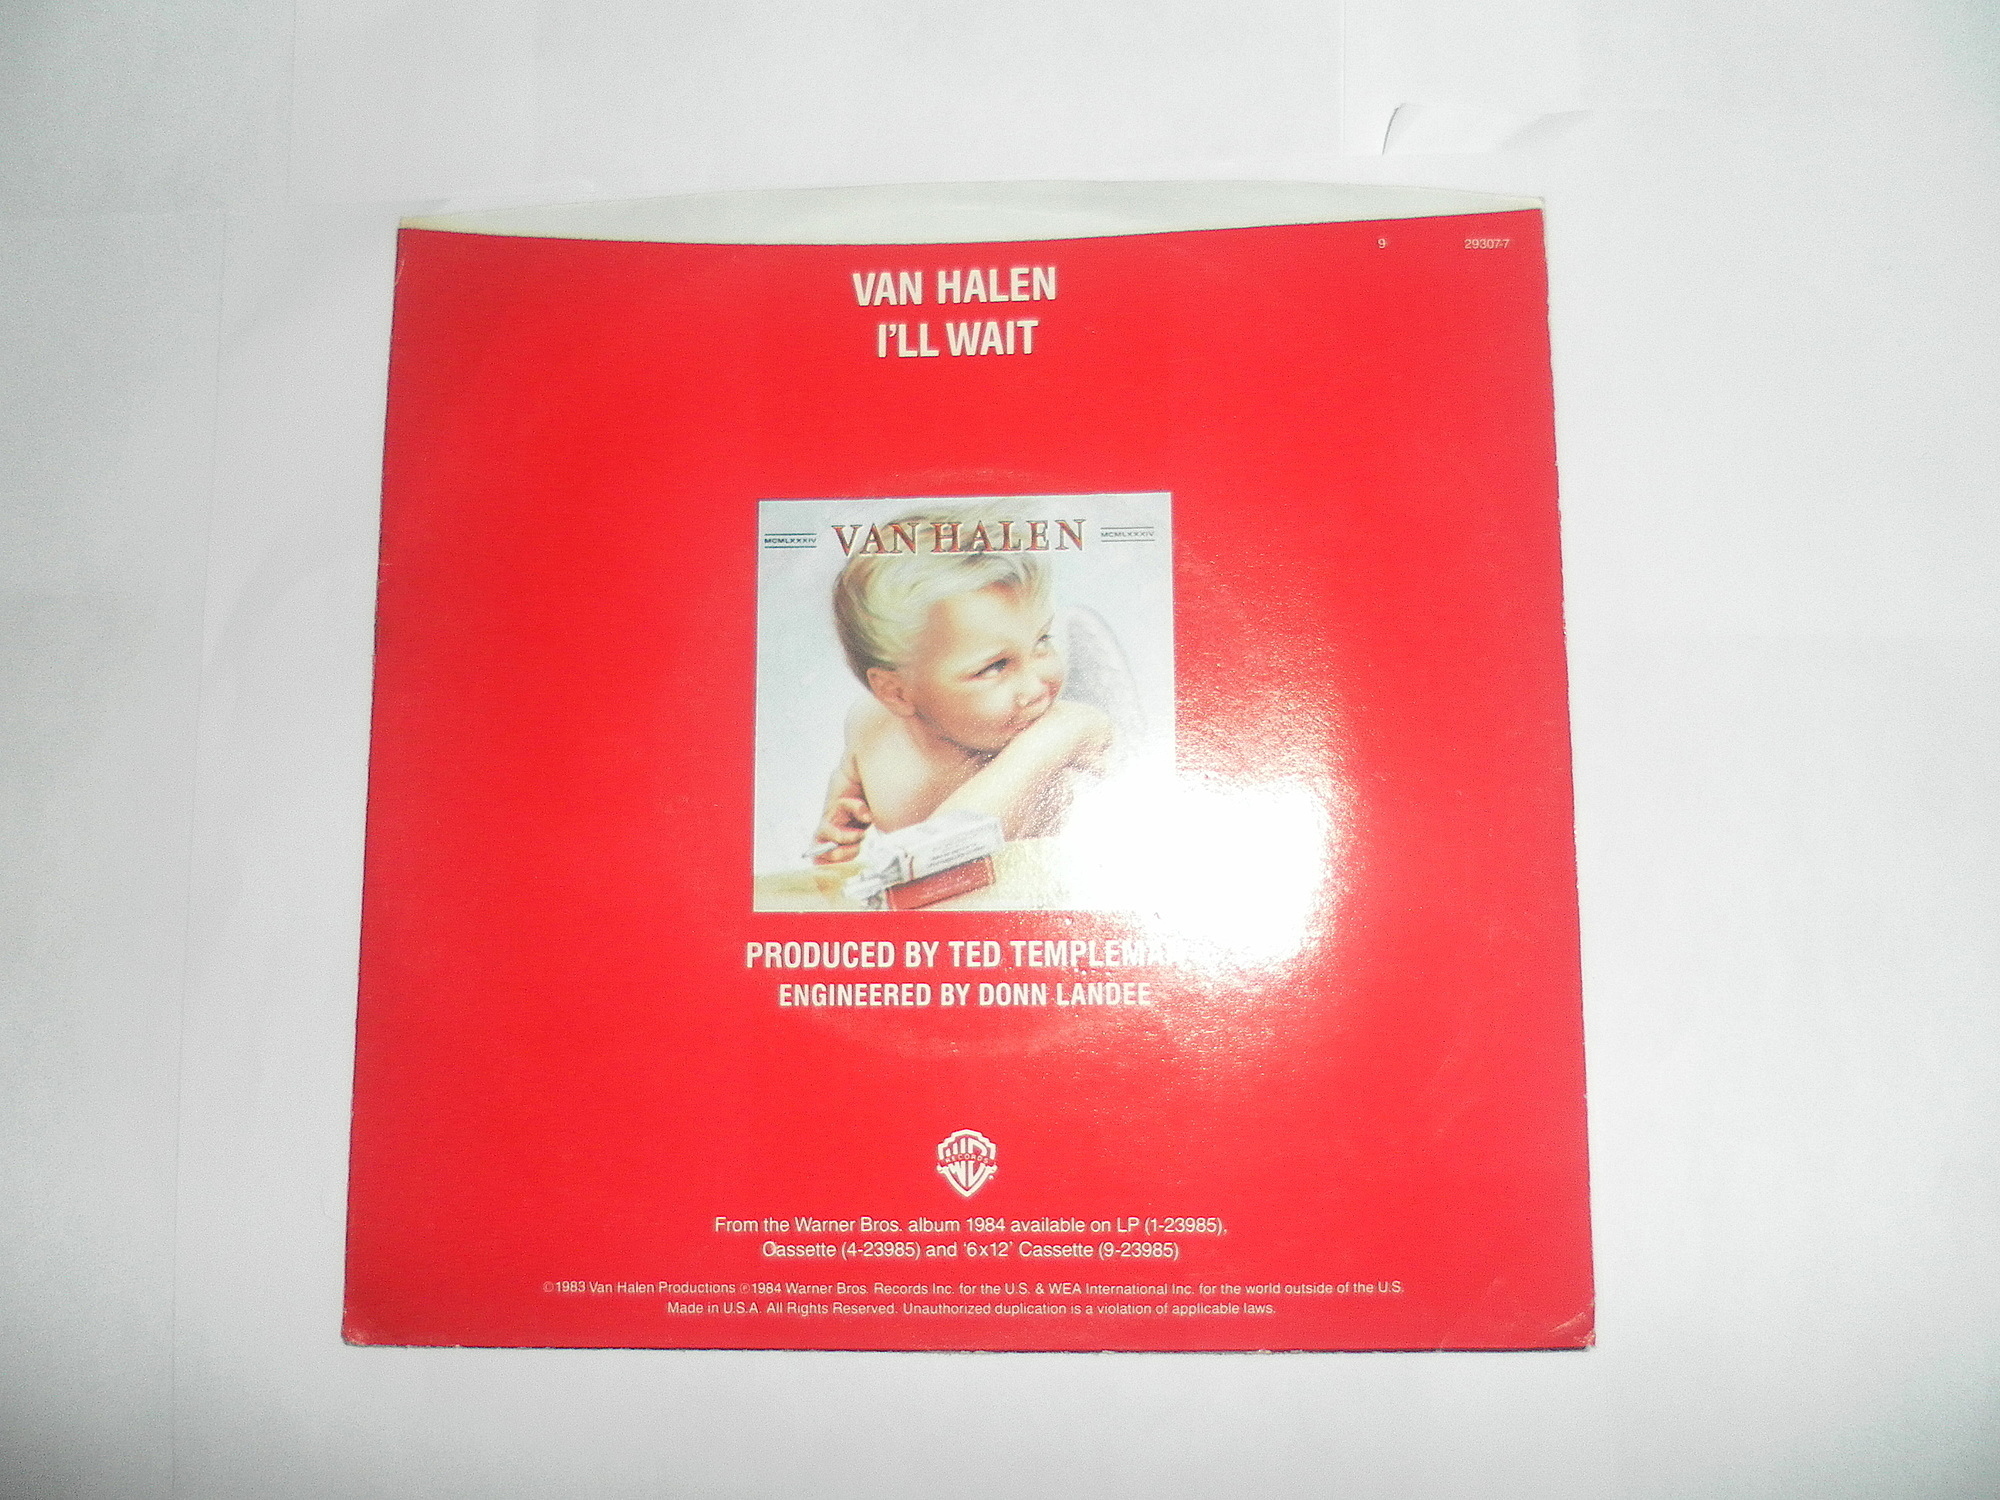 9 29307-7
VAN HALEN
I'LL WAIT
MCMLXXXIV VAN HALEN MCMLXXXIV
PRODUCED BY TED TEMPLEMAN
ENGINEERED BY DONN LANDEE
RECORDS
From the Warner Bros. album 1984 available on LP (1-23985),
Cassette (4-23985) and '6x12' Cassette (9-23985)
©1983 Van Halen Productions ℗1984 Warner Bros. Records Inc. for the U.S. & WEA International Inc. for the world outside of the U.S.
Made in U.S.A. All Rights Reserved. Unauthorized duplication is a violation of applicable laws.